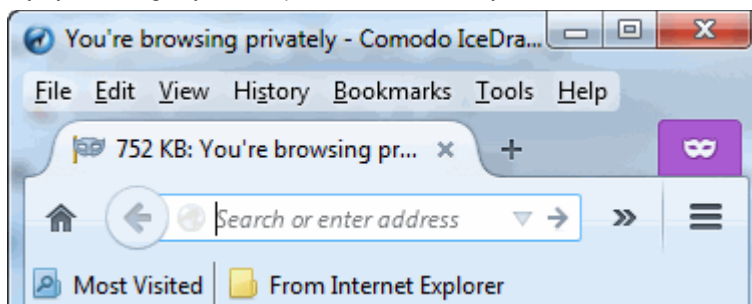 You're browsing privately - Comodo IceDra...
File Edit View History Bookmarks Tools Help
752 KB: You're browsing pr...
Search or enter address
Most Visited From Internet Explorer